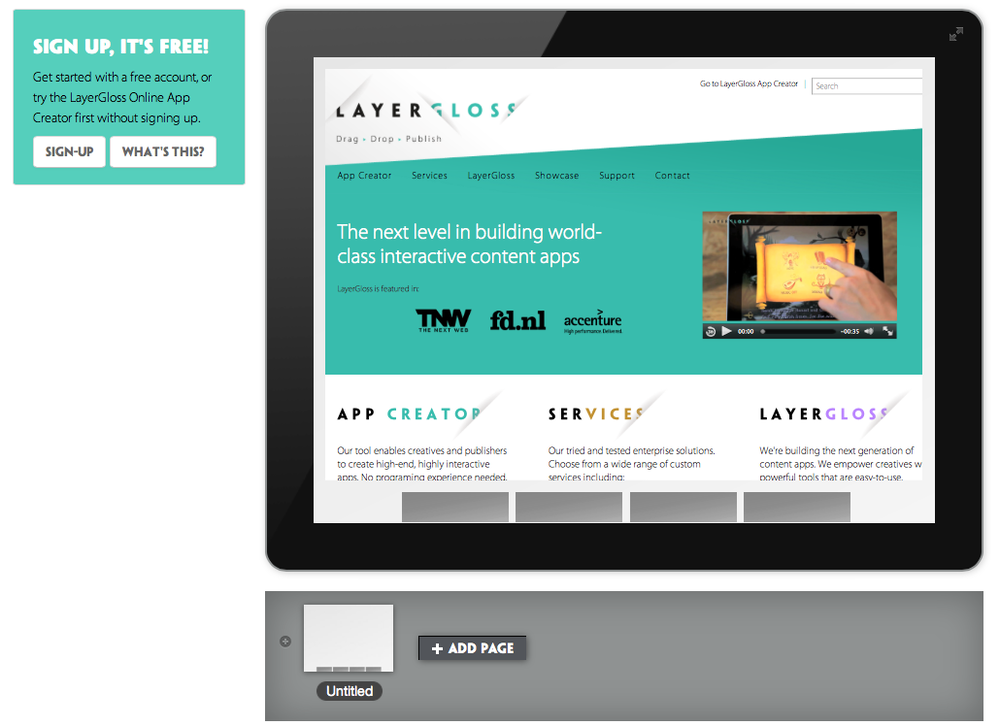 SIGN UP, IT'S FREE!
Get started with a free account, or
try the LayerGloss Online App
Creator first without signing up.
SIGN-UP
WHAT'S THIS?
Go to LayerGloss App Creator
Search
LAYERGLOSS
Drag • Drop • Publish
App Creator Services LayerGloss Showcase Support Contact
The next level in building world-
class interactive content apps
LayerGloss is featured in:
TNW
THE NEXT WEB
fd.nl
accenture
High performance. Delivered.
LAYERGLOSS
00:00
-00:35
APP CREATOR
Our tool enables creatives and publishers
to create high-end, highly interactive
apps. No programing experience needed.
SERVICES
Our tried and tested enterprise solutions.
Choose from a wide range of custom
services including:
LAYERGLOSS
We're building the next generation of
content apps. We empower creatives w
powerful tools that are easy-to-use.
+ ADD PAGE
Untitled